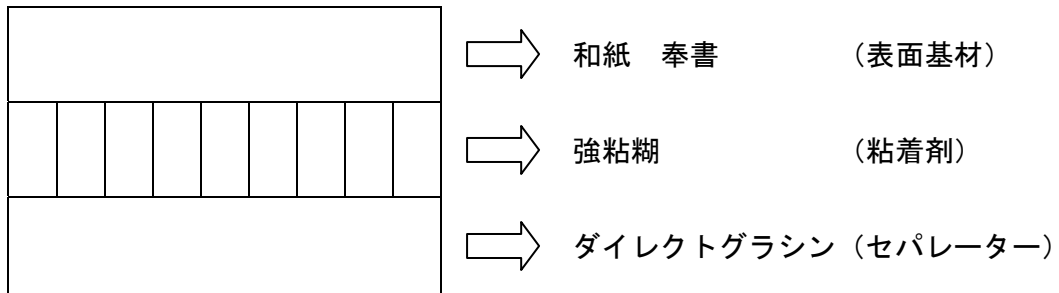 和紙　奉書　　　　（表面基材）
強粘糊　　　　　　（粘着剤）
ダイレクトグラシン（セパレーター）